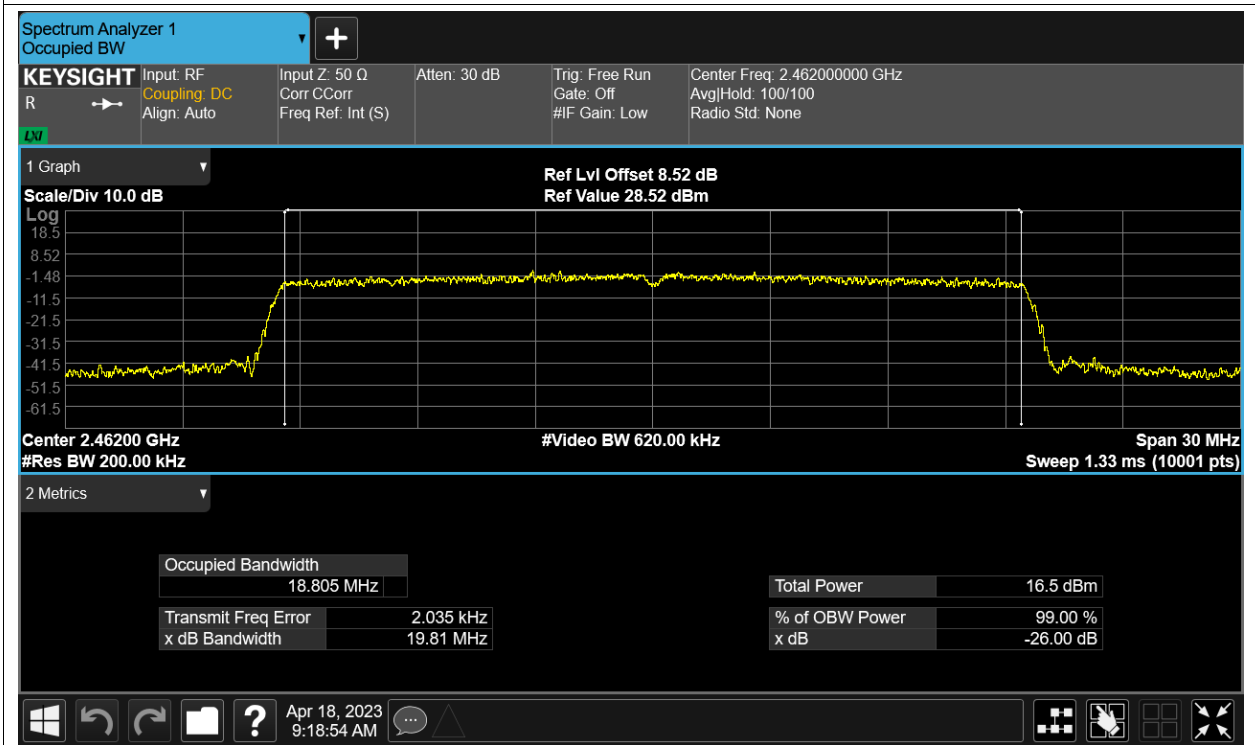 Spectrum Analyzer 1
Occupied BW
KEYSIGHT
R
LXI
Input: RF
Coupling: DC
Align: Auto
Input Z: 50 Ω
Corr CCorr
Freq Ref: Int (S)
Atten: 30 dB
Trig: Free Run
Gate: Off
#IF Gain: Low
Center Freq: 2.462000000 GHz
Avg|Hold: 100/100
Radio Std: None
1 Graph
Scale/Div 10.0 dB
Ref Lvl Offset 8.52 dB
Ref Value 28.52 dBm
Log
18.5
8.52
-1.48
-11.5
-21.5
-31.5
-41.5
-51.5
-61.5
Center 2.46200 GHz
#Res BW 200.00 kHz
#Video BW 620.00 kHz
Span 30 MHz
Sweep 1.33 ms (10001 pts)
2 Metrics
Occupied Bandwidth
18.805 MHz
Transmit Freq Error 2.035 kHz
x dB Bandwidth 19.81 MHz
Total Power 16.5 dBm
% of OBW Power 99.00 %
x dB -26.00 dB
?
Apr 18, 2023
9:18:54 AM